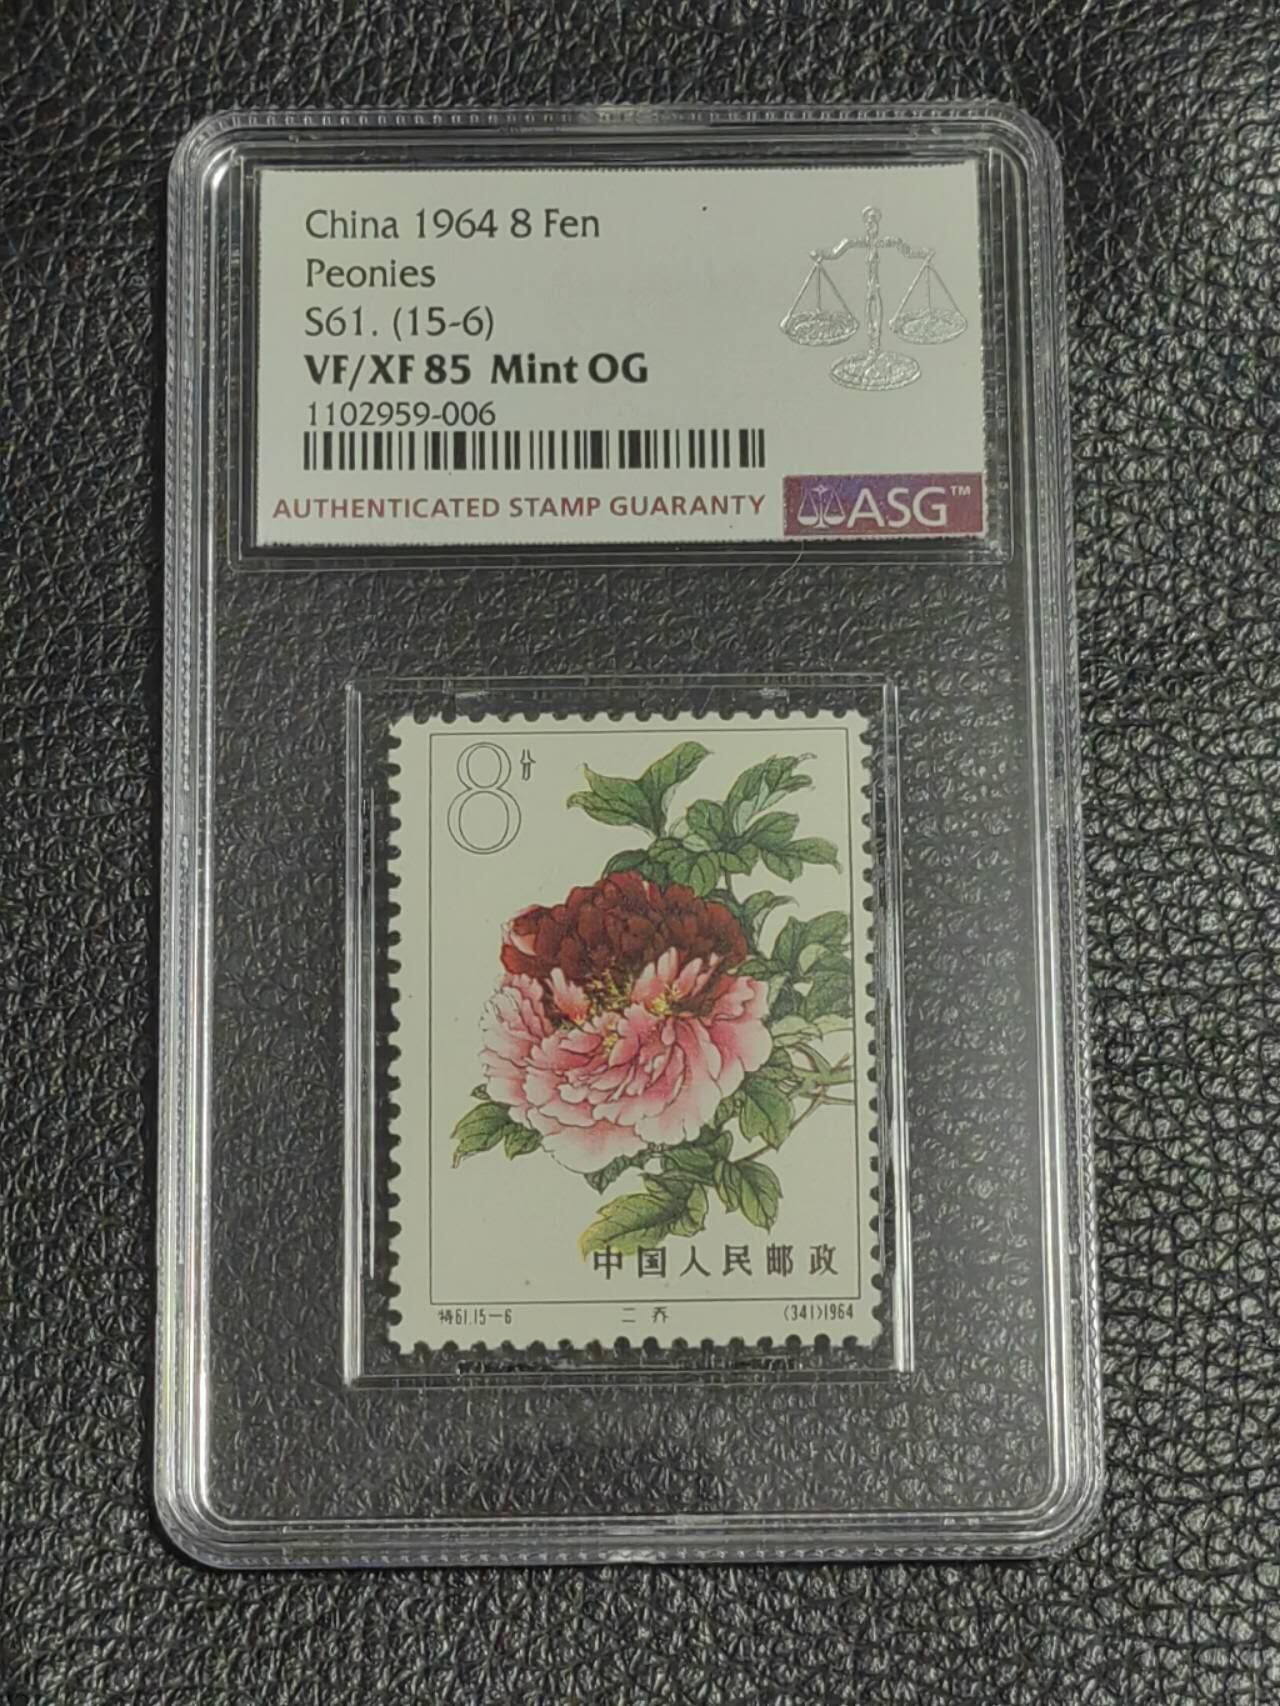 China 1964 8 Fen
Peonies
S61. (15-6)
VF/XF 85 Mint OG
1102959-006
AUTHENTICATED STAMP GUARANTY
ASG™
8分
中国人民邮政
特61.15-6 二乔 (341)1964